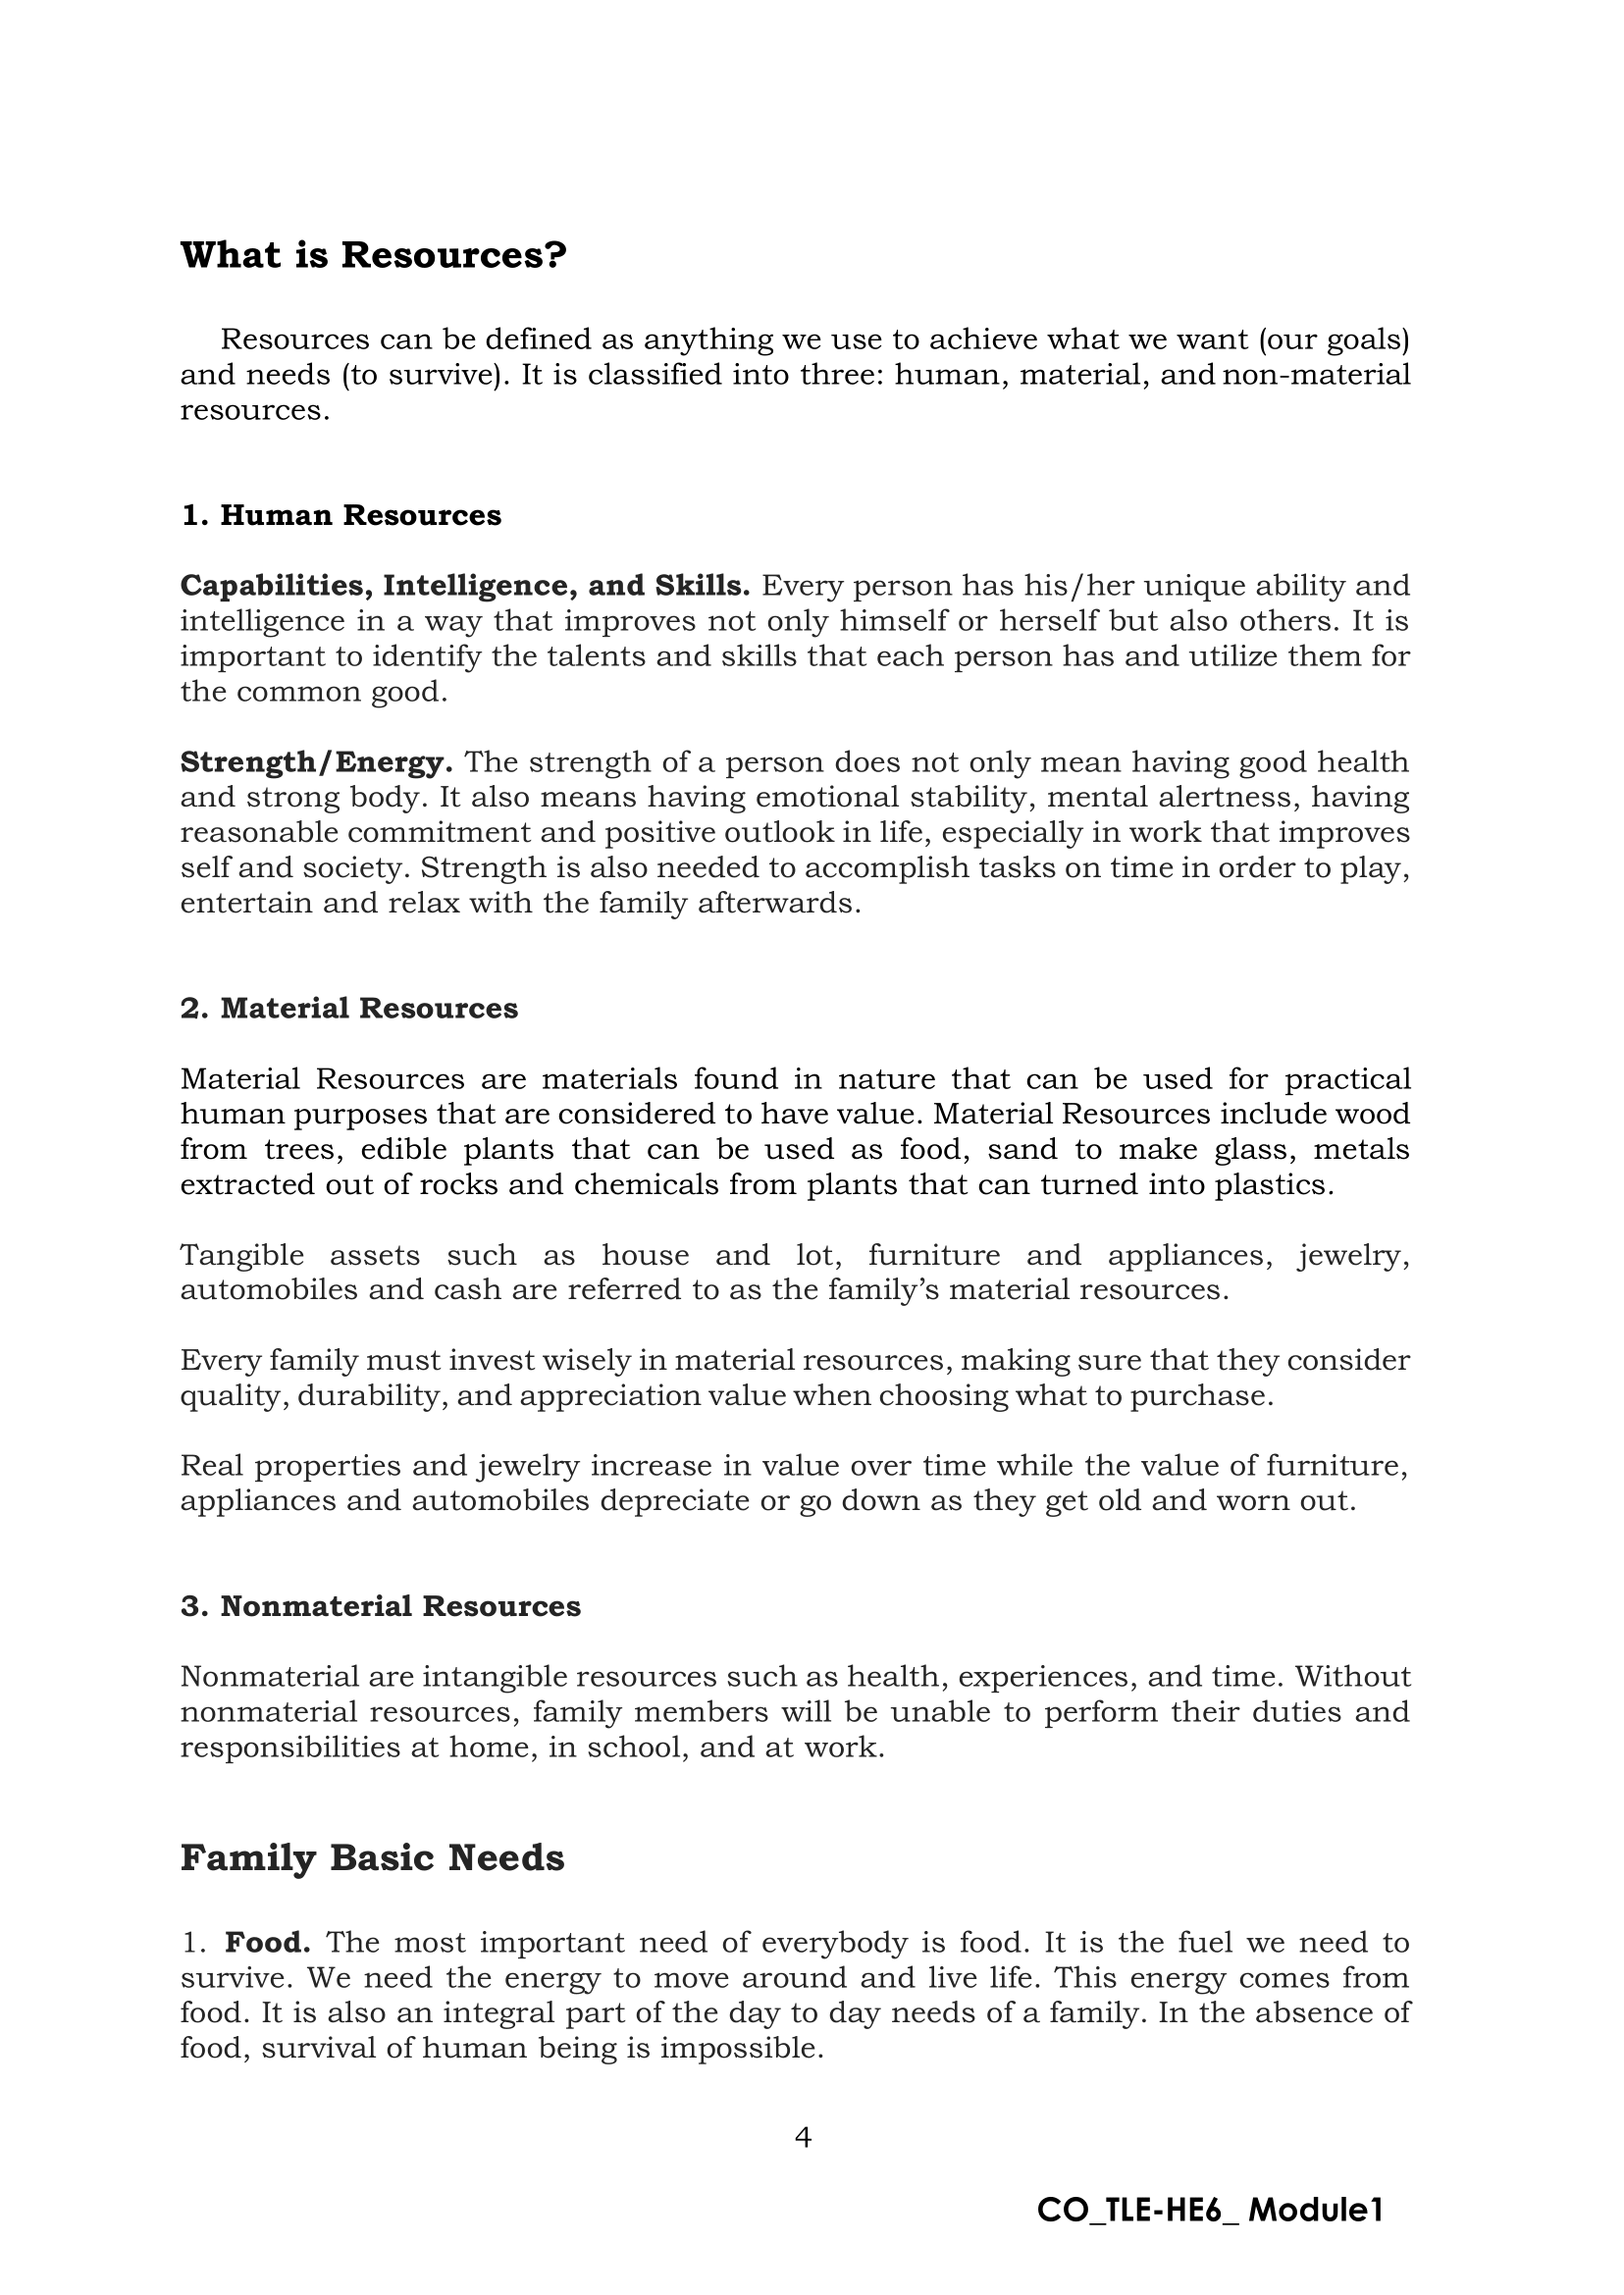 What is Resources?
Resources can be defined as anything we use to achieve what we want (our goals)
and needs (to survive). It is classified into three: human, material, and non-material
resources.
1. Human Resources
Capabilities, Intelligence, and Skills. Every person has his/her unique ability and
intelligence in a way that improves not only himself or herself but also others. It is
important to identify the talents and skills that each person has and utilize them for
the common good.
Strength/Energy. The strength of a person does not only mean having good health
and strong body. It also means having emotional stability, mental alertness, having
reasonable commitment and positive outlook in life, especially in work that improves
self and society. Strength is also needed to accomplish tasks on time in order to play,
entertain and relax with the family afterwards.
2. Material Resources
Material Resources are materials found in nature that can be used for practical
human purposes that are considered to have value. Material Resources include wood
from trees, edible plants that can be used as food, sand to make glass, metals
extracted out of rocks and chemicals from plants that can turned into plastics.
Tangible assets such as house and lot, furniture and appliances, jewelry,
automobiles and cash are referred to as the family’s material resources.
Every family must invest wisely in material resources, making sure that they consider
quality, durability, and appreciation value when choosing what to purchase.
Real properties and jewelry increase in value over time while the value of furniture,
appliances and automobiles depreciate or go down as they get old and worn out.
3. Nonmaterial Resources
Nonmaterial are intangible resources such as health, experiences, and time. Without
nonmaterial resources, family members will be unable to perform their duties and
responsibilities at home, in school, and at work.
Family Basic Needs
1. Food. The most important need of everybody is food. It is the fuel we need to
survive. We need the energy to move around and live life. This energy comes from
food. It is also an integral part of the day to day needs of a family. In the absence of
food, survival of human being is impossible.
4
CO_TLE-HE6_ Module1